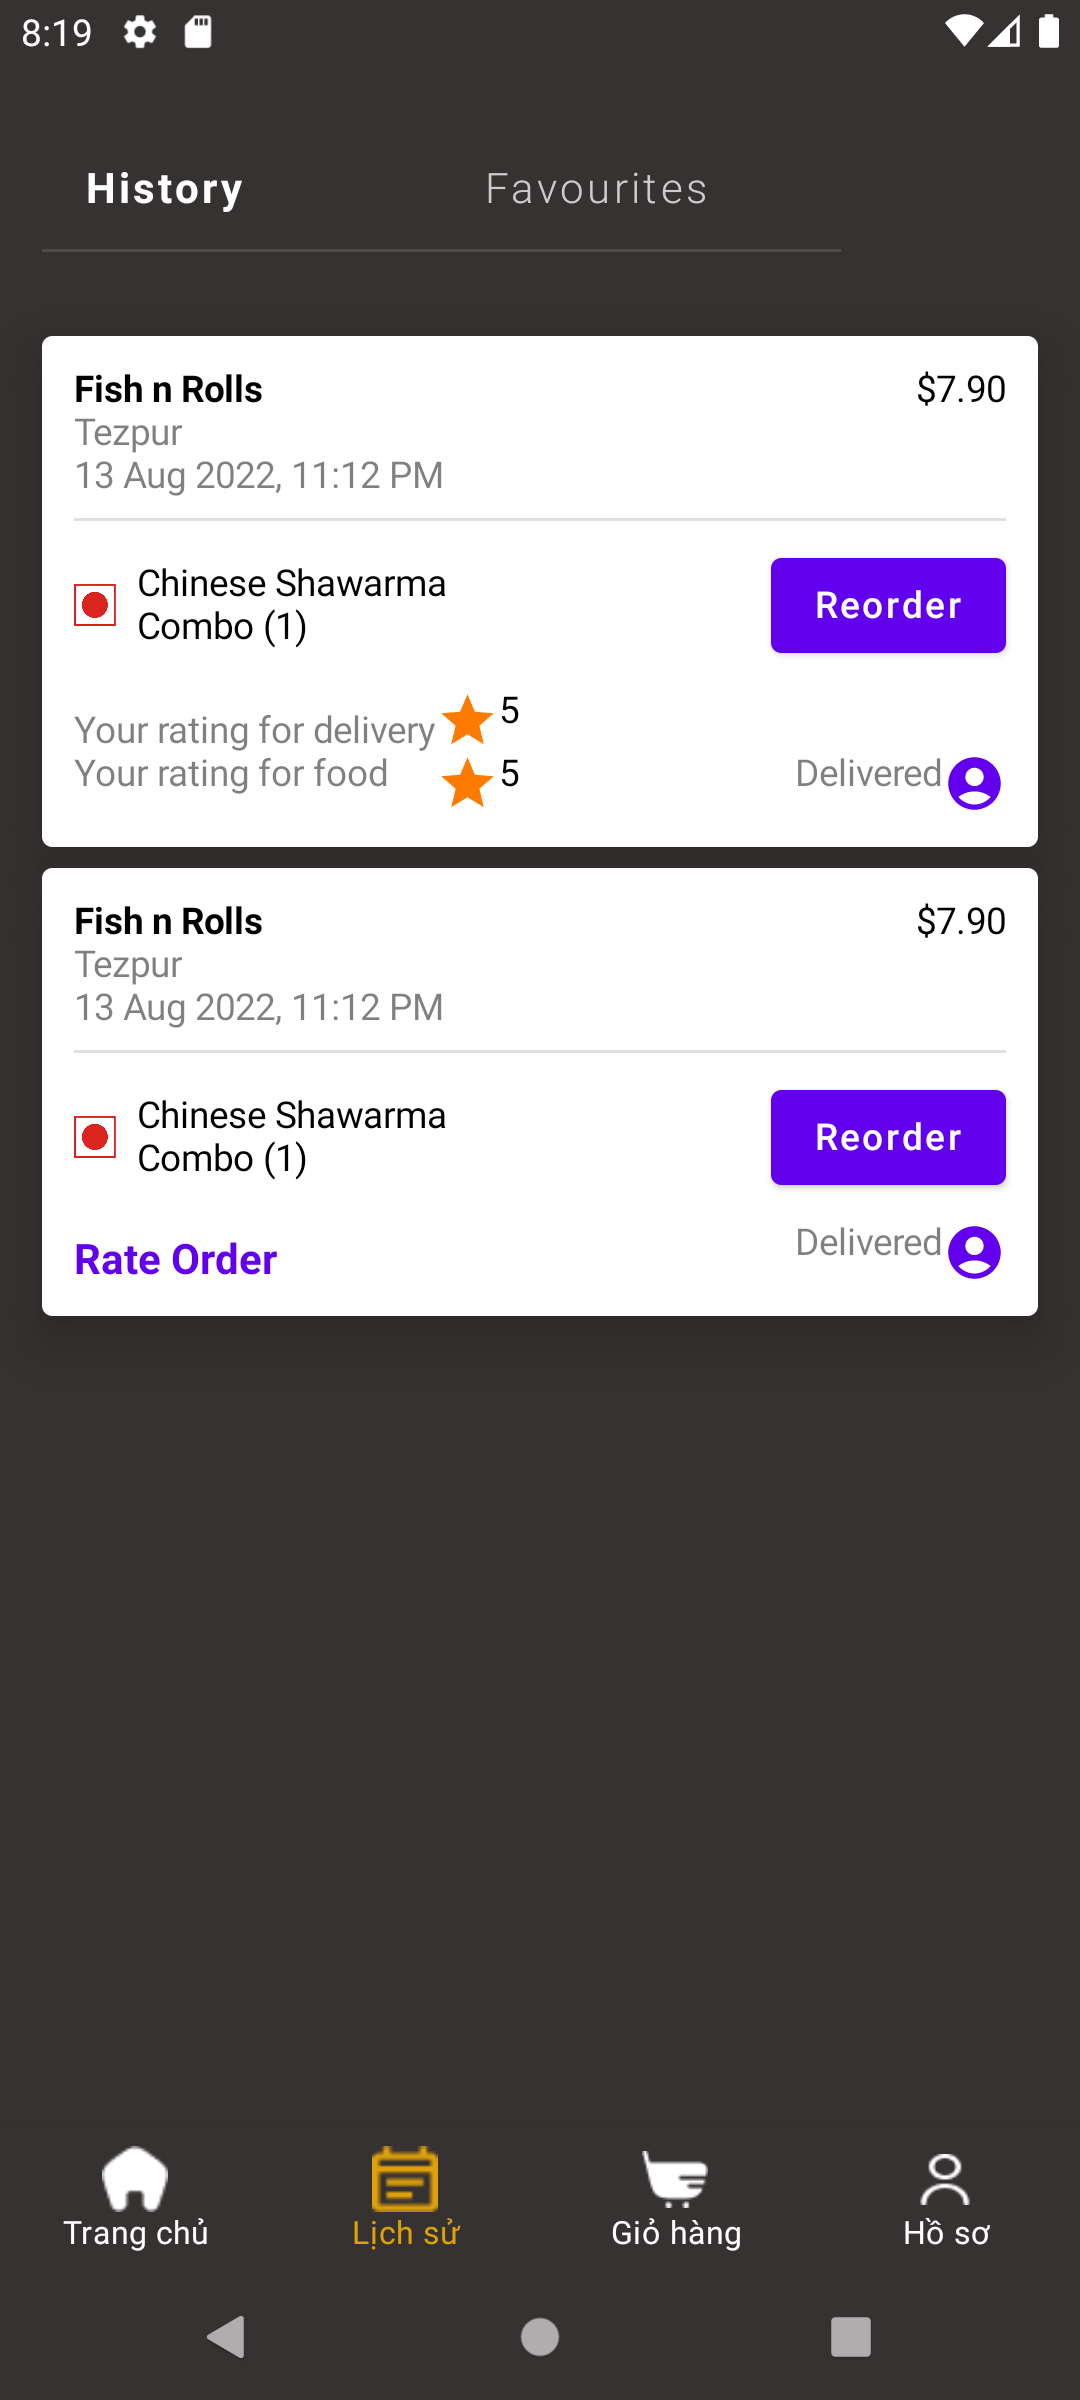 8:19
History Favourites
Fish n Rolls $7.90
Tezpur
13 Aug 2022, 11:12 PM
Chinese Shawarma
Combo (1)
Reorder
Your rating for delivery 5
Your rating for food 5
Delivered
Fish n Rolls $7.90
Tezpur
13 Aug 2022, 11:12 PM
Chinese Shawarma
Combo (1)
Reorder
Rate Order
Delivered
Trang chủ Lịch sử Giỏ hàng Hồ sơ